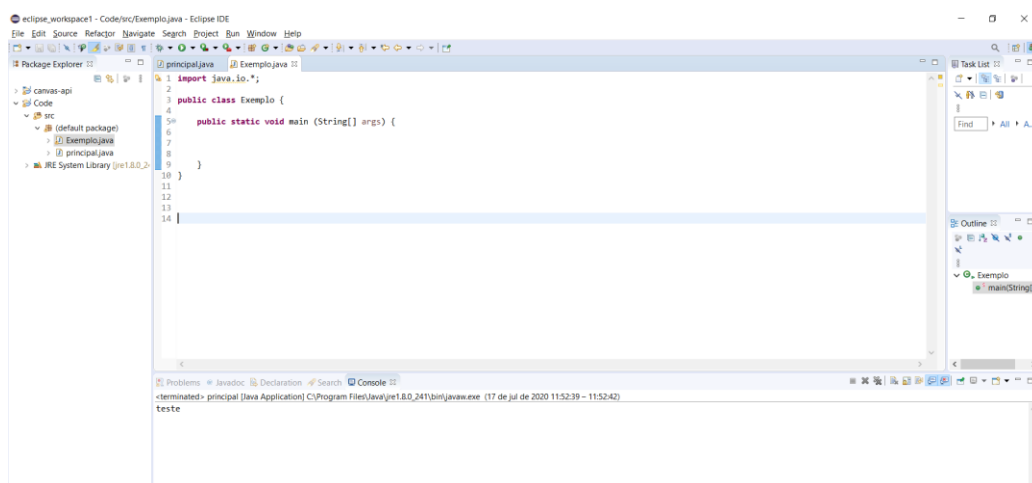 eclipse_workspace1 - Code/src/Exemplo.java - Eclipse IDE
File Edit Source Refactor Navigate Search Project Run Window Help
Package Explorer
principal.java Exemplo.java
Task List
canvas-api
Code
src
(default package)
Exemplo.java
principal.java
JRE System Library [jre1.8.0_2
1 import java.io.*;
2
3 public class Exemplo {
4
5 public static void main (String[] args) {
6
7
8
9 }
10 }
11
12
13
14
Find All A..
Outline
Exemplo
main(String[
Problems Javadoc Declaration Search Console
<terminated> principal [Java Application] C:\Program Files\Java\jre1.8.0_241\bin\javaw.exe (17 de jul de 2020 11:52:39 – 11:52:42)
teste